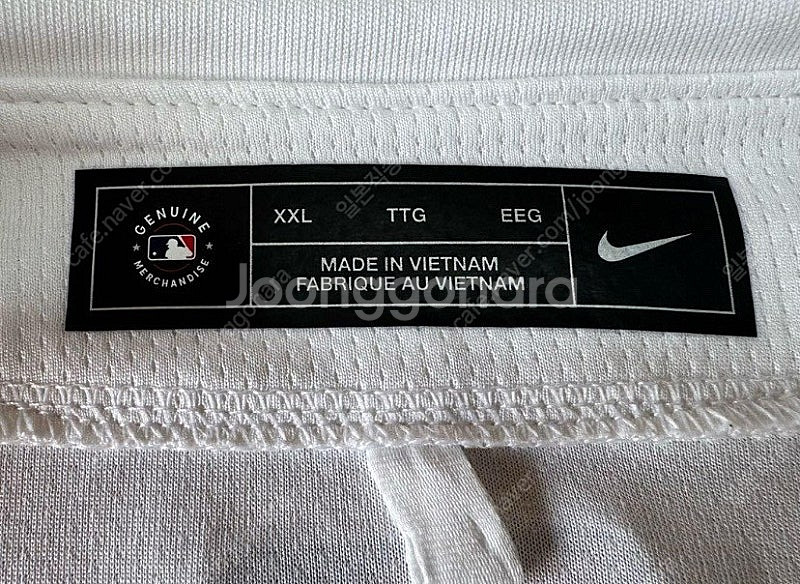 GENUINE
MERCHANDISE
XXL TTG EEG
MADE IN VIETNAM
FABRIQUE AU VIETNAM
Joonggonara